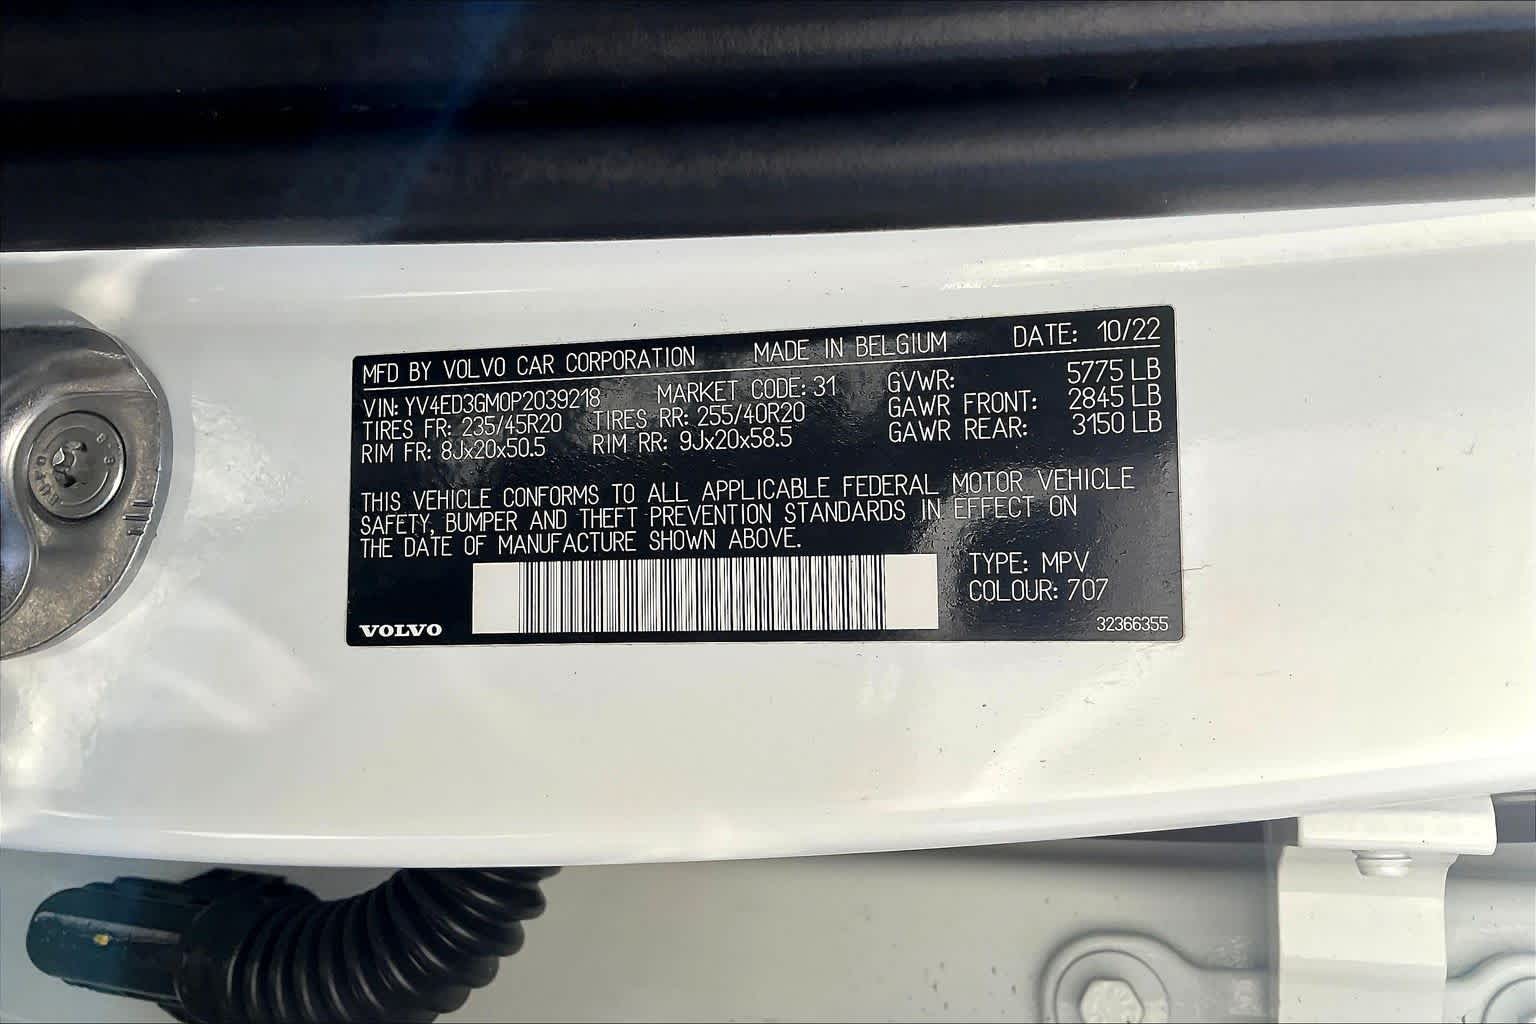 MFD BY VOLVO CAR CORPORATION MADE IN BELGIUM DATE: 10/22
VIN: YV4ED3GM0P2039218 MARKET CODE: 31 GVWR: 5775 LB
TIRES FR: 235/45R20 TIRES RR: 255/40R20 GAWR FRONT: 2845 LB
RIM FR: 8Jx20x50.5 RIM RR: 9Jx20x58.5 GAWR REAR: 3150 LB
THIS VEHICLE CONFORMS TO ALL APPLICABLE FEDERAL MOTOR VEHICLE
SAFETY, BUMPER AND THEFT PREVENTION STANDARDS IN EFFECT ON
THE DATE OF MANUFACTURE SHOWN ABOVE.
TYPE: MPV
COLOUR: 707
VOLVO 32366355